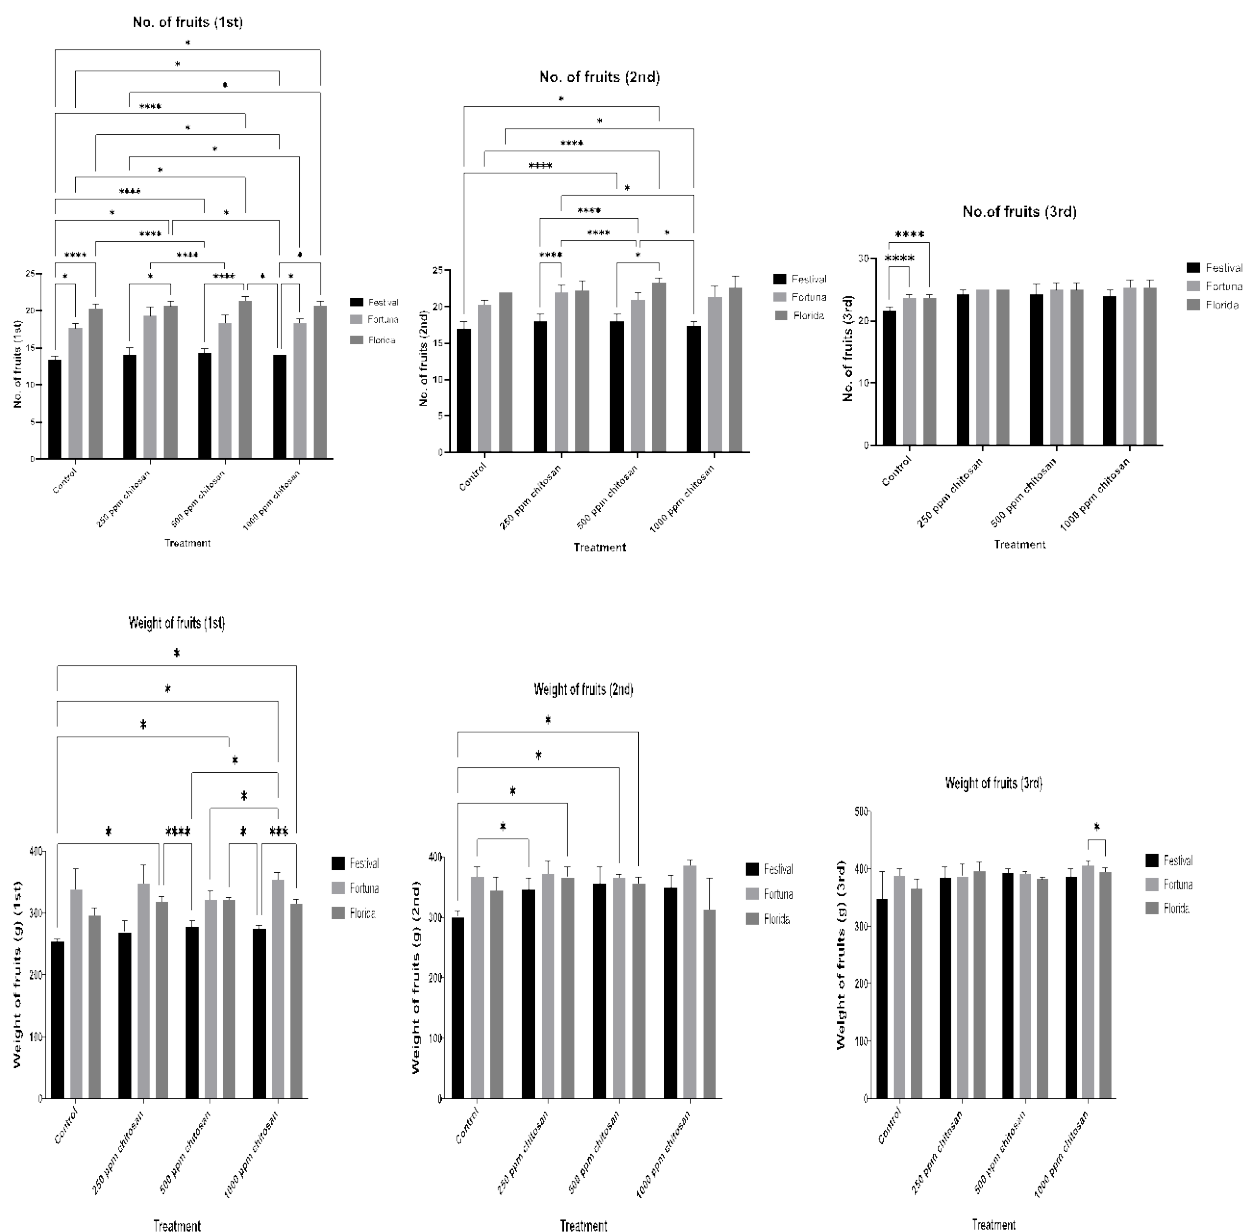 No. of fruits (1st)
*
*
*
****
*
*
*
****
*
*
****
****
****
*
*
****
*
*
*
25
20
15
10
5
0
No. of fruits (1st)
Control
250 ppm chitosan
500 ppm chitosan
1000 ppm chitosan
Treatment
Festival
Fortuna
Florida
No. of fruits (2nd)
*
*
****
****
*
****
****
*
****
*
25
20
15
10
5
0
No. of fruits (2nd)
Control
250 ppm chitosan
500 ppm chitosan
1000 ppm chitosan
Treatment
Festival
Fortuna
Florida
No.of fruits (3rd)
****
****
30
20
10
0
No. of fruits (3rd)
Control
250 ppm chitosan
500 ppm chitosan
1000 ppm chitosan
Treatment
Festival
Fortuna
Florida
Weight of fruits (1st)
*
*
*
*
*
*
****
*
***
400
300
200
100
0
Weight of fruits (g) (1st)
Control
250 ppm chitosan
500 ppm chitosan
1000 ppm chitosan
Treatment
Festival
Fortuna
Florida
Weight of fruits (2nd)
*
*
*
*
400
300
200
100
0
Weight of fruits (g) (2nd)
Control
250 ppm chitosan
500 ppm chitosan
1000 ppm chitosan
Treatment
Festival
Fortuna
Florida
Weight of fruits (3rd)
*
500
400
300
200
100
0
Weight of fruits (g) (3rd)
Control
250 ppm chitosan
500 ppm chitosan
1000 ppm chitosan
Treatment
Festival
Fortuna
Florida